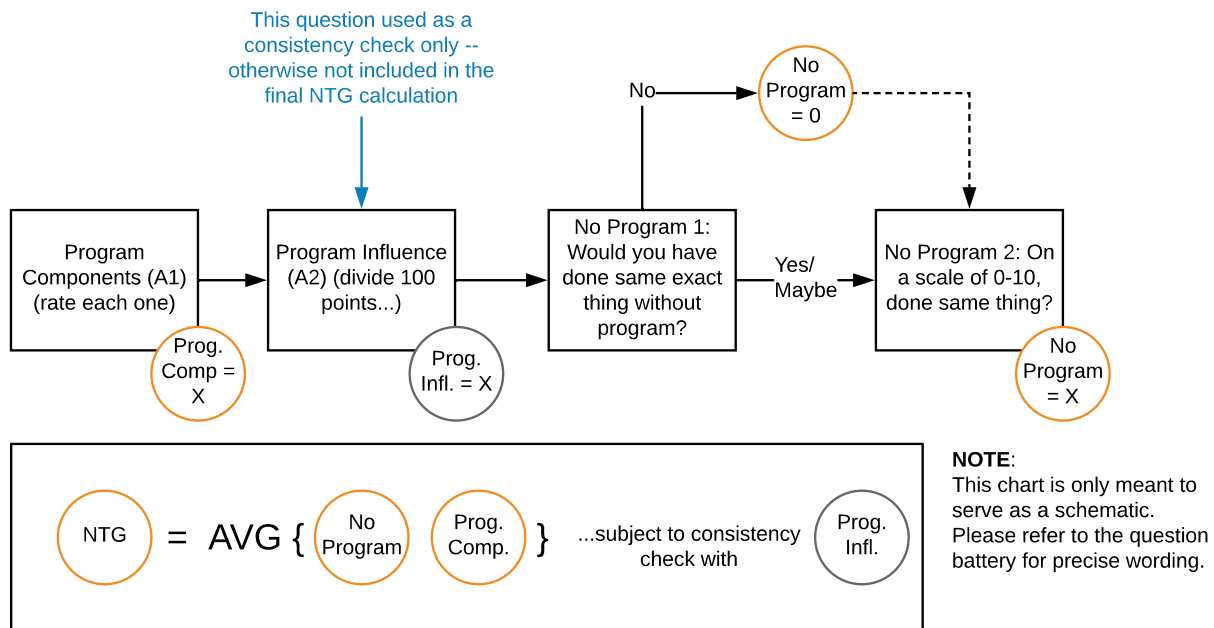 This question used as a
consistency check only --
otherwise not included in the
final NTG calculation
No
No
Program
= 0
Program
Components (A1)
(rate each one)
Prog.
Comp =
X
Program Influence
(A2) (divide 100
points...)
Prog.
Infl. = X
No Program 1:
Would you have
done same exact
thing without
program?
Yes/
Maybe
No Program 2: On
a scale of 0-10,
done same thing?
No
Program
= X
NTG
=
AVG {
No
Program
Prog.
Comp.
}
...subject to consistency
check with
Prog.
Infl.
NOTE:
This chart is only meant to
serve as a schematic.
Please refer to the question
battery for precise wording.